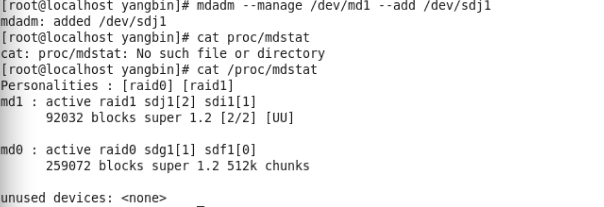 [root@localhost yangbin]# mdadm --manage /dev/md1 --add /dev/sdj1
mdadm: added /dev/sdj1
[root@localhost yangbin]# cat proc/mdstat
cat: proc/mdstat: No such file or directory
[root@localhost yangbin]# cat /proc/mdstat
Personalities : [raid0] [raid1]
md1 : active raid1 sdj1[2] sdi1[1]
      92032 blocks super 1.2 [2/2] [UU]

md0 : active raid0 sdg1[1] sdf1[0]
      259072 blocks super 1.2 512k chunks

unused devices: <none>